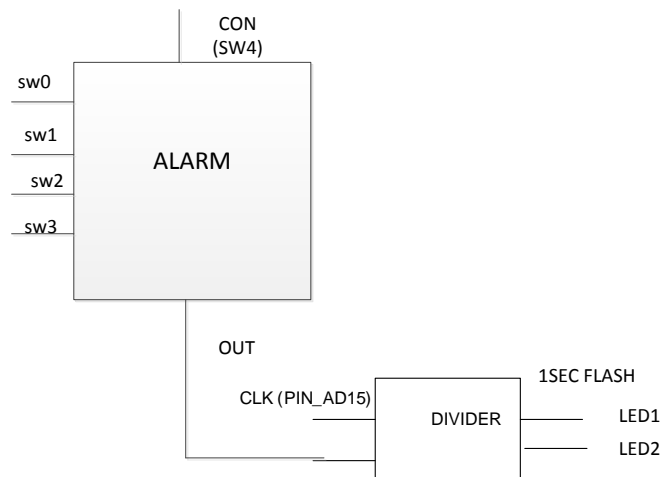 CON
(SW4)
sw0
sw1
ALARM
sw2
sw3
OUT
1SEC FLASH
CLK (PIN_AD15)
DIVIDER
LED1
LED2